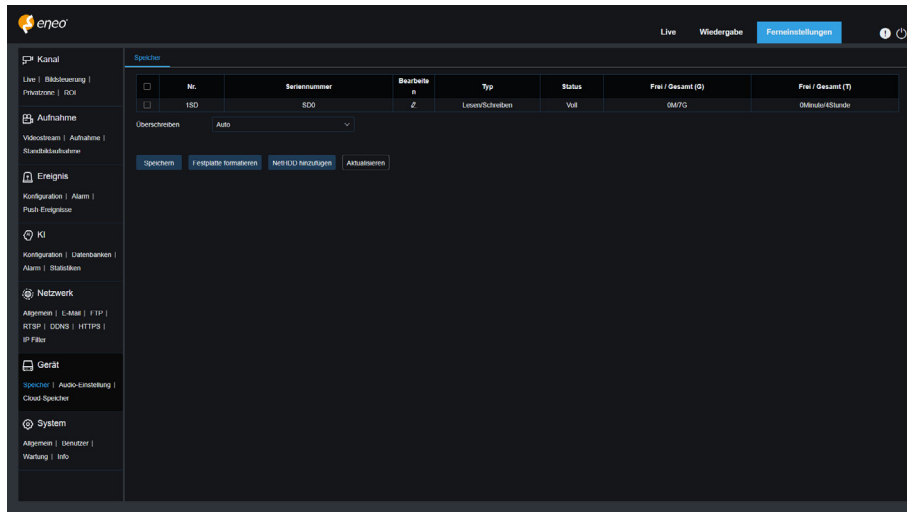 eneo
Live Wiedergabe Ferneinstellungen
Kanal
Live | Bildsteuerung |
Privatzone | ROI
Aufnahme
Videostream | Aufnahme |
Standbildaufnahme
Ereignis
Konfiguration | Alarm |
Push-Ereignisse
KI
Konfiguration | Datenbanken |
Alarm | Statistiken
Netzwerk
Allgemein | E-Mail | FTP |
RTSP | DDNS | HTTPS |
IP Filter
Gerät
Speicher | Audio-Einstellung |
Cloud-Speicher
System
Allgemein | Benutzer |
Wartung | Info
Speicher
Nr. Seriennummer Bearbeite
n Typ Status Frei / Gesamt (G) Frei / Gesamt (T)
1SD SD0 Lesen/Schreiben Voll 0M/7G 0Minute/4Stunde
Überschreiben Auto
Speichern Festplatte formatieren NetHDD hinzufügen Aktualisieren